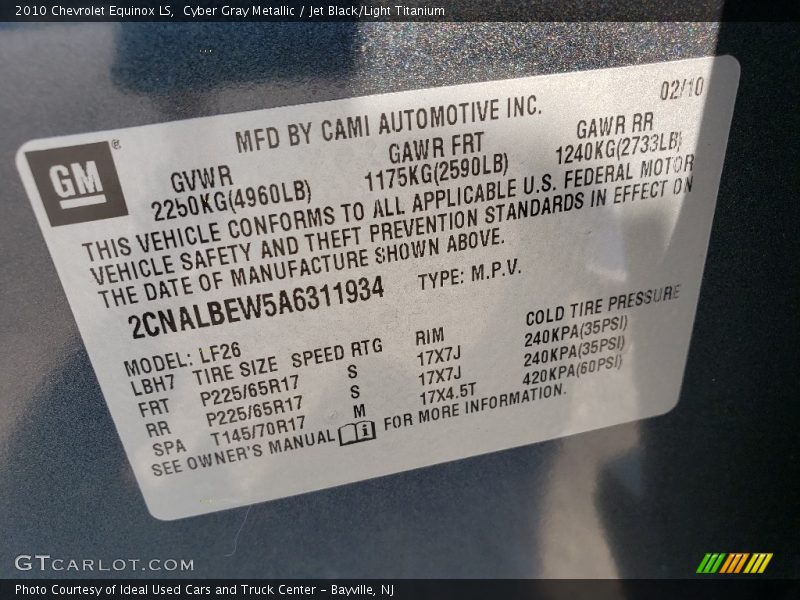 2010 Chevrolet Equinox LS, Cyber Gray Metallic / Jet Black/Light Titanium
02/10
GM®
MFD BY CAMI AUTOMOTIVE INC.
GVWR GAWR FRT GAWR RR
2250KG(4960LB) 1175KG(2590LB) 1240KG(2733LB)
THIS VEHICLE CONFORMS TO ALL APPLICABLE U.S. FEDERAL MOTOR
VEHICLE SAFETY AND THEFT PREVENTION STANDARDS IN EFFECT ON
THE DATE OF MANUFACTURE SHOWN ABOVE.
2CNALBEW5A6311934 TYPE: M.P.V.
MODEL: LF26
LBH7 TIRE SIZE SPEED RTG RIM COLD TIRE PRESSURE
FRT P225/65R17 S 17X7J 240KPA(35PSI)
RR P225/65R17 S 17X7J 240KPA(35PSI)
SPA T145/70R17 M 17X4.5T 420KPA(60PSI)
SEE OWNER'S MANUAL FOR MORE INFORMATION.
GTCARLOT.COM
Photo Courtesy of Ideal Used Cars and Truck Center - Bayville, NJ